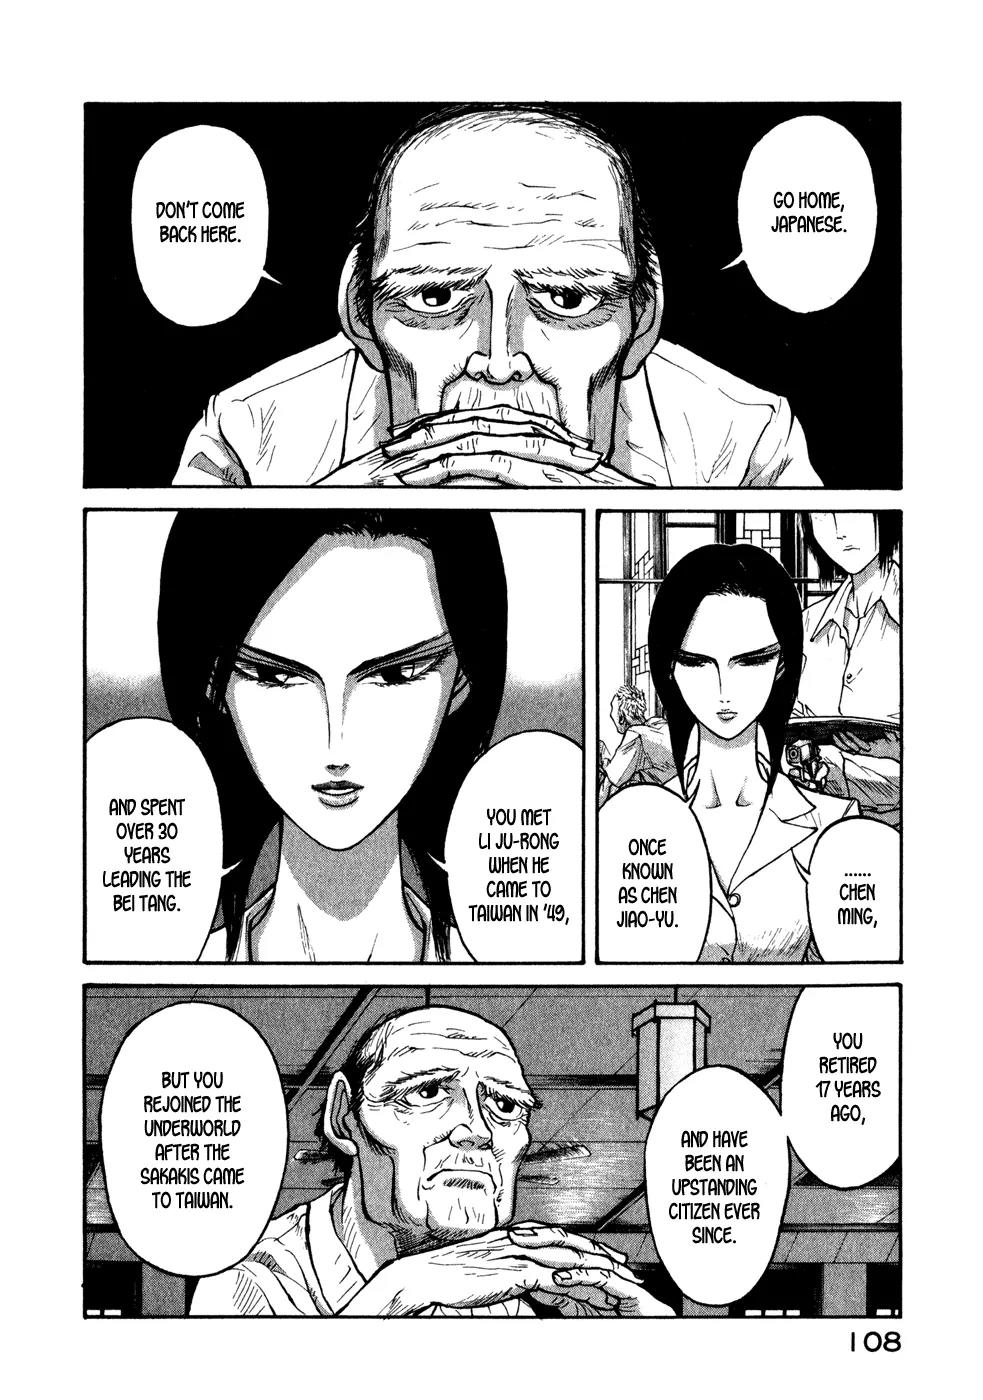 GO HOME,
JAPANESE.
DON'T COME
BACK HERE.
......
CHEN
MING,
ONCE
KNOWN
AS CHEN
JIAO-YU.
YOU MET
LI JU-RONG
WHEN HE
CAME TO
TAIWAN IN '49,
AND SPENT
OVER 30
YEARS
LEADING THE
BEI TANG.
YOU
RETIRED
17 YEARS
AGO,
AND HAVE
BEEN AN
UPSTANDING
CITIZEN EVER
SINCE.
BUT YOU
REJOINED THE
UNDERWORLD
AFTER THE
SAKAKIS CAME
TO TAIWAN.
108